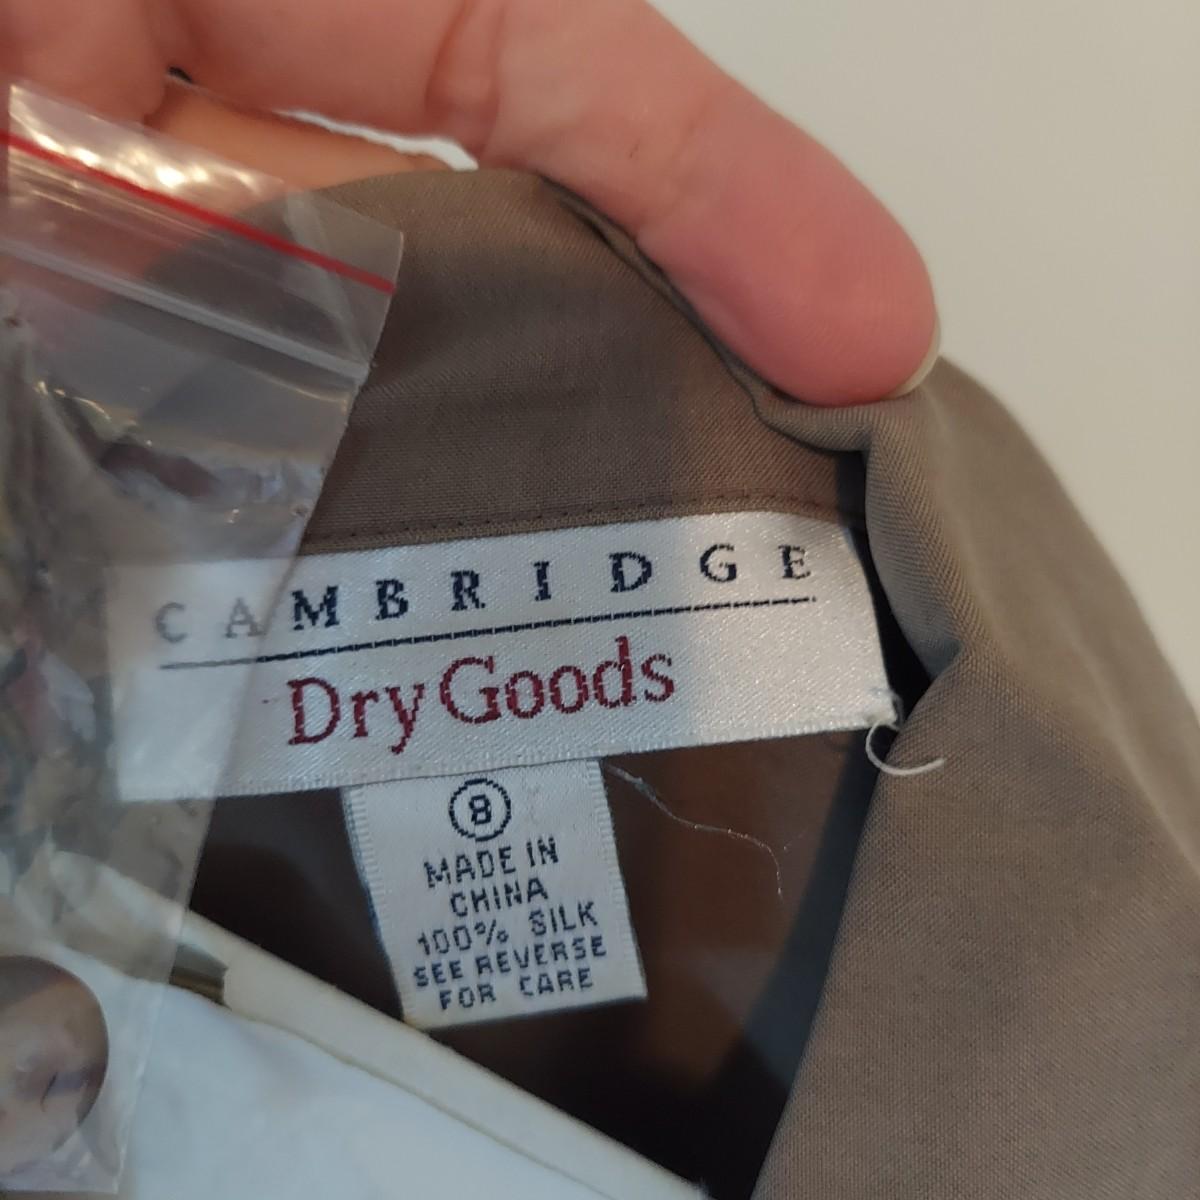 CAMBRIDGE
Dry Goods
8
MADE IN
CHINA
100% SILK
SEE REVERSE
FOR CARE